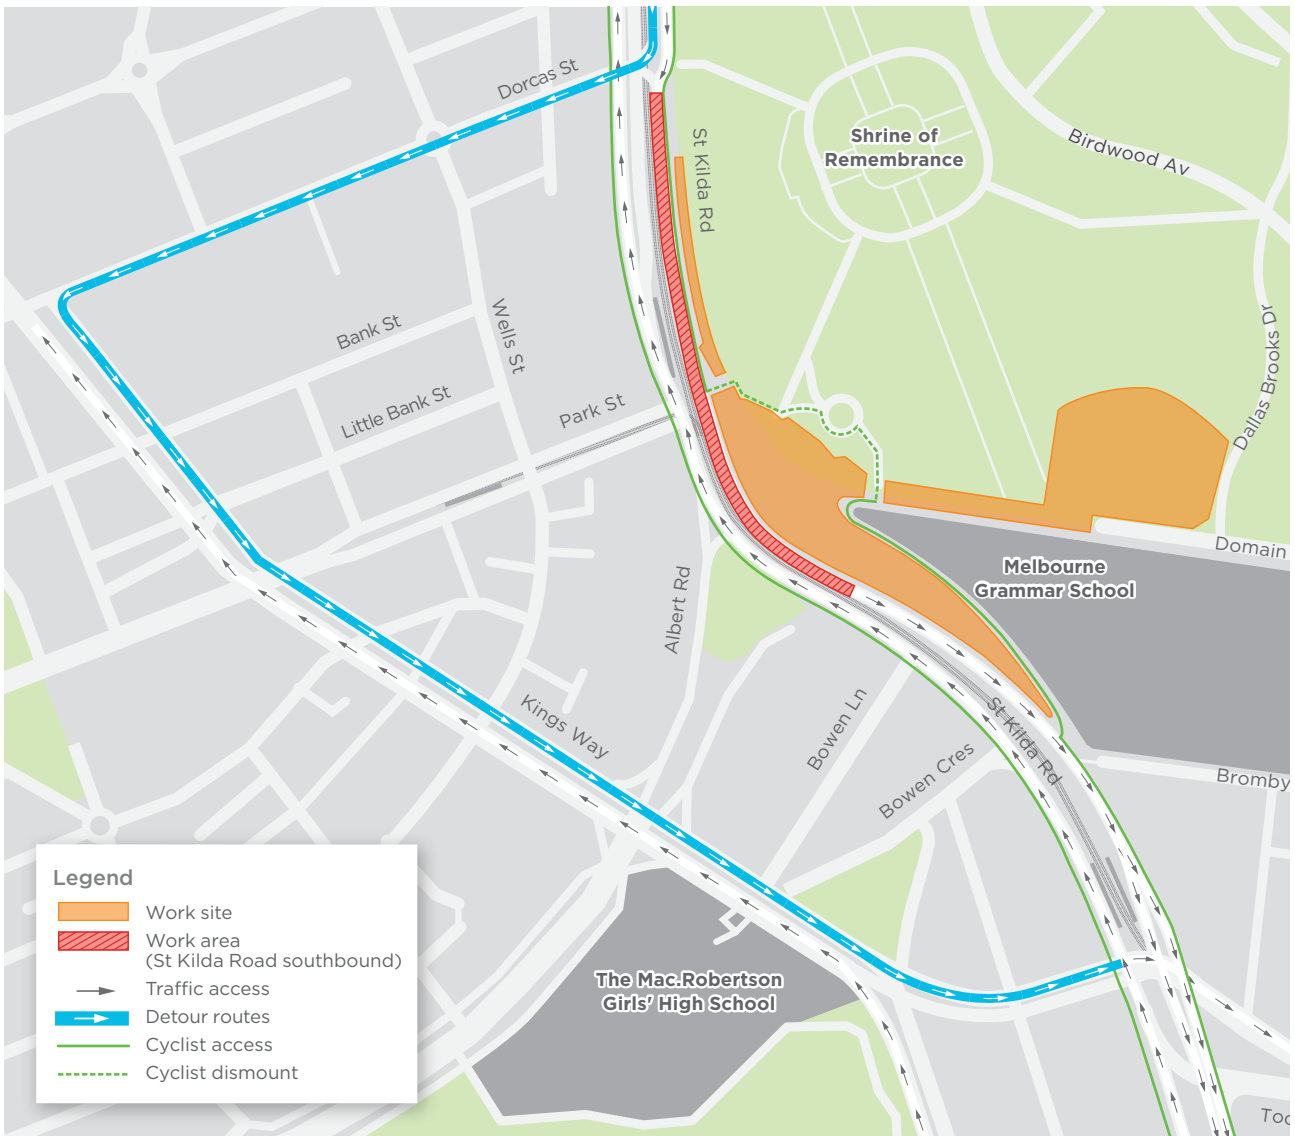 Dorcas St
St Kilda Rd
Shrine of
Remembrance
Birdwood Av
Bank St
Wells St
Little Bank St
Park St
Dallas Brooks Dr
Domain
Melbourne
Grammar School
Albert Rd
Kings Way
Bowen Ln
St Kilda Rd
Bowen Cres
Bromby
Legend
Work site
Work area
(St Kilda Road southbound)
Traffic access
Detour routes
Cyclist access
Cyclist dismount
The Mac.Robertson
Girls' High School